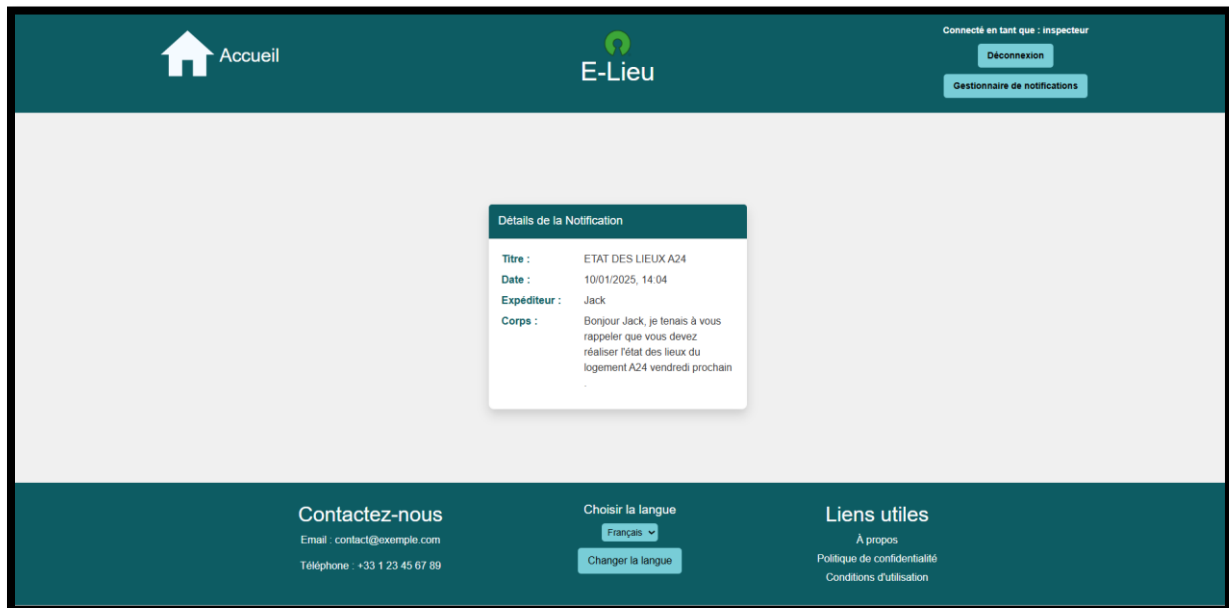 Accueil
E-Lieu
Connecté en tant que : inspecteur
Déconnexion
Gestionnaire de notifications
Détails de la Notification
Titre : ETAT DES LIEUX A24
Date : 10/01/2025, 14:04
Expéditeur : Jack
Corps : Bonjour Jack, je tenais à vous
rappeler que vous devez
réaliser l'état des lieux du
logement A24 vendredi prochain
.
Contactez-nous
Email : contact@exemple.com
Téléphone : +33 1 23 45 67 89
Choisir la langue
Français
Changer la langue
Liens utiles
À propos
Politique de confidentialité
Conditions d'utilisation